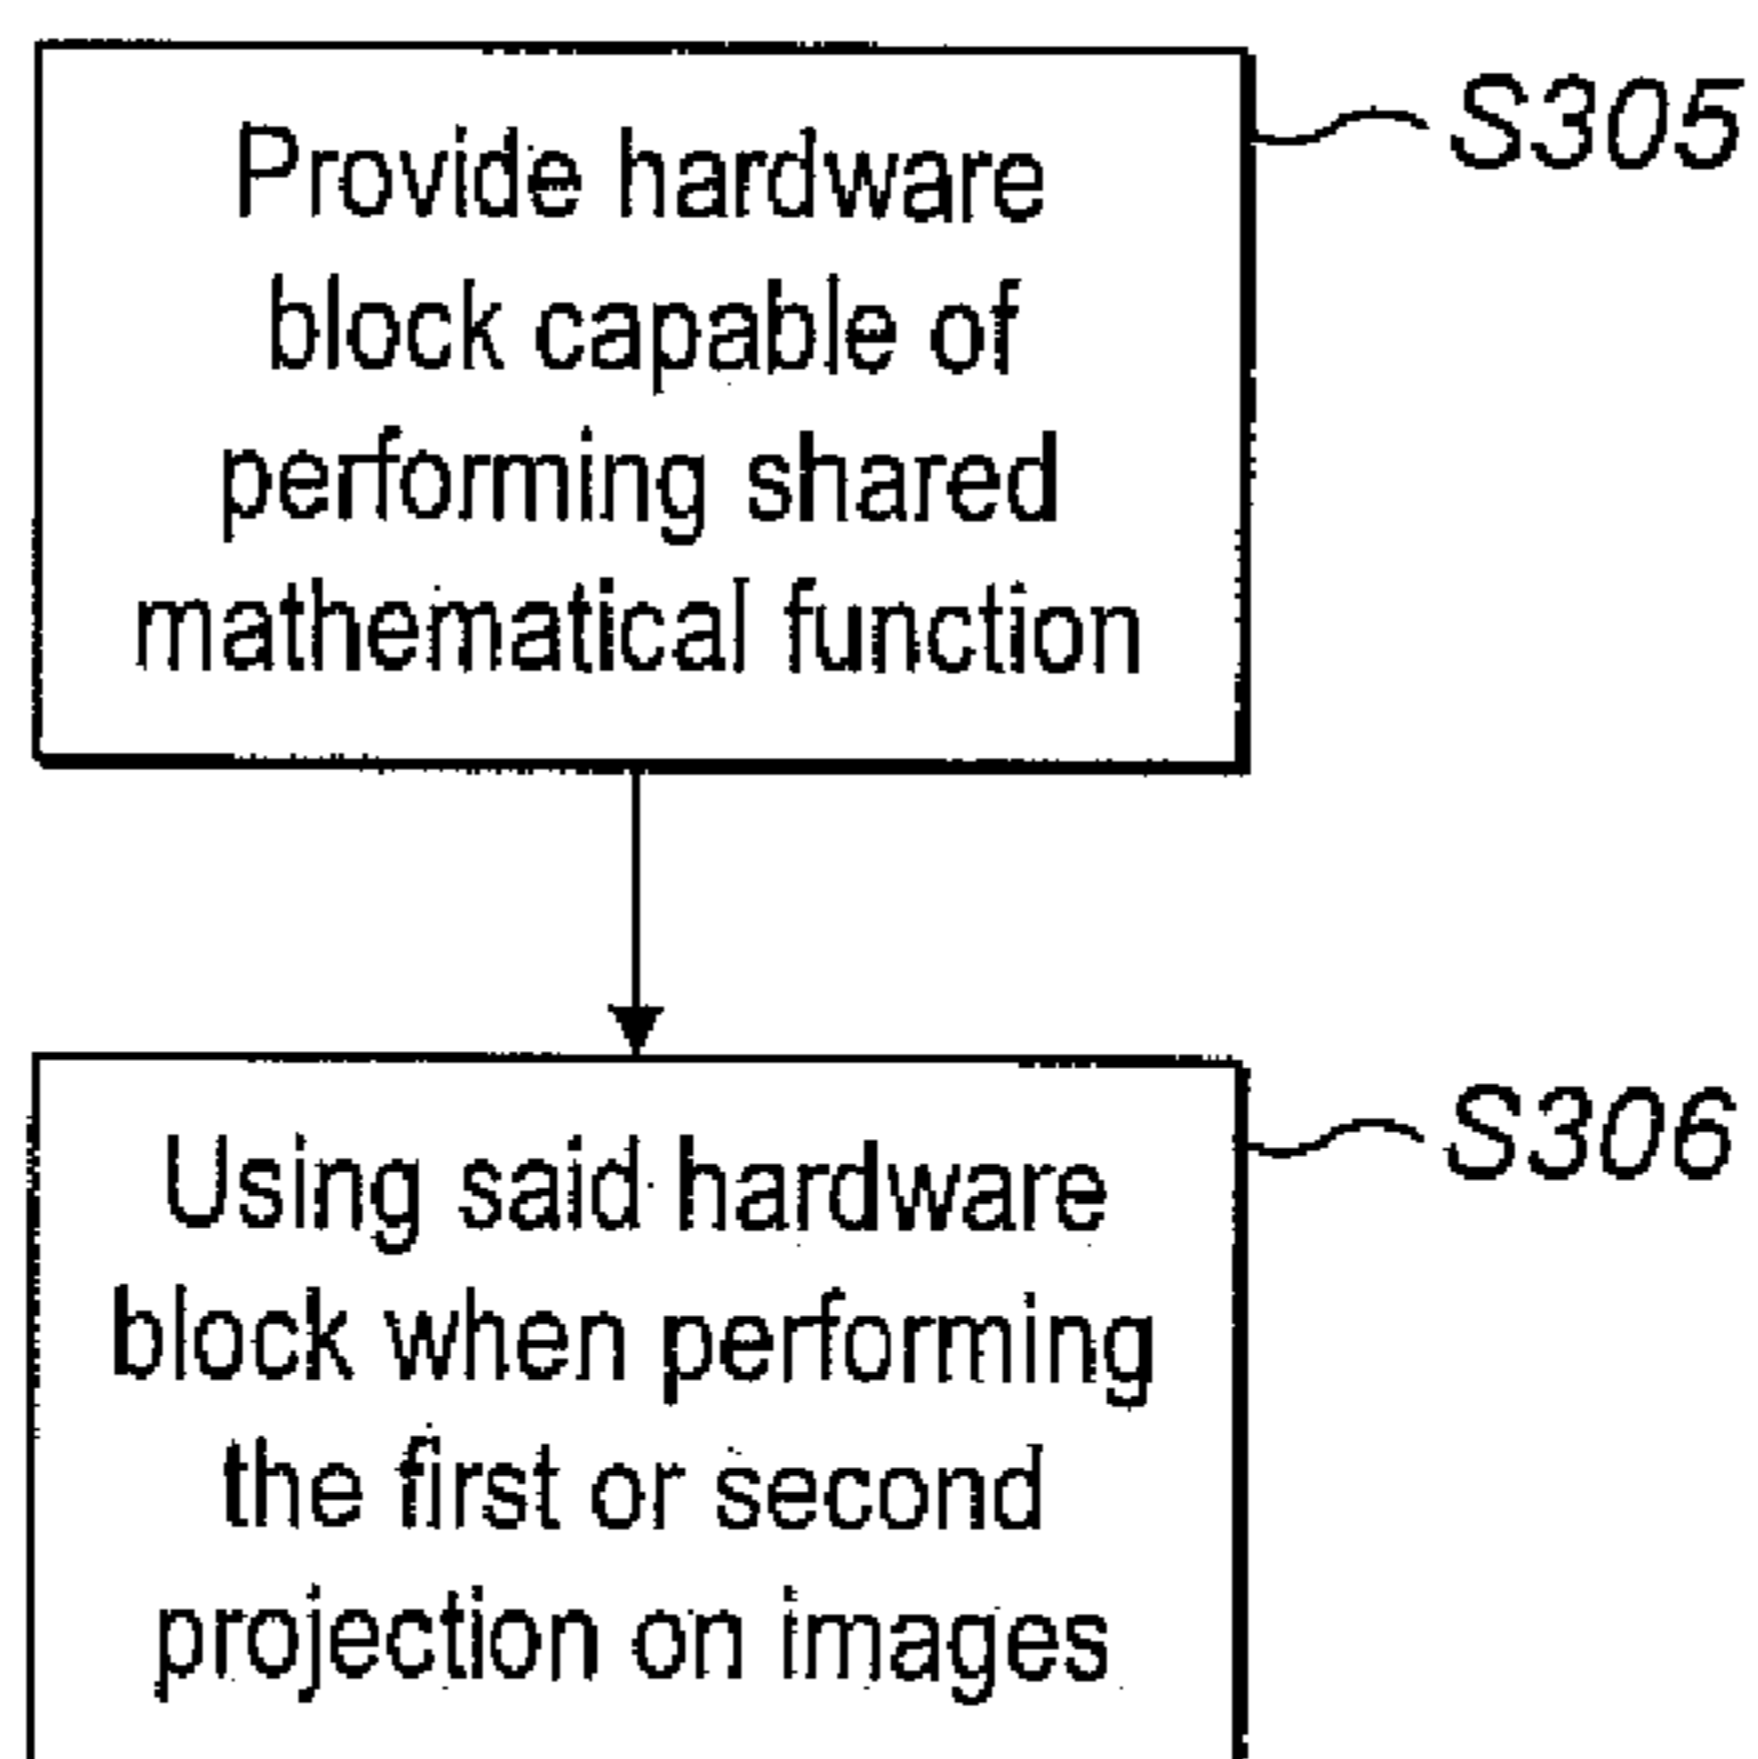 Provide hardware
block capable of
performing shared
mathematical function
S305
Using said hardware
block when performing
the first or second
projection on images
S306